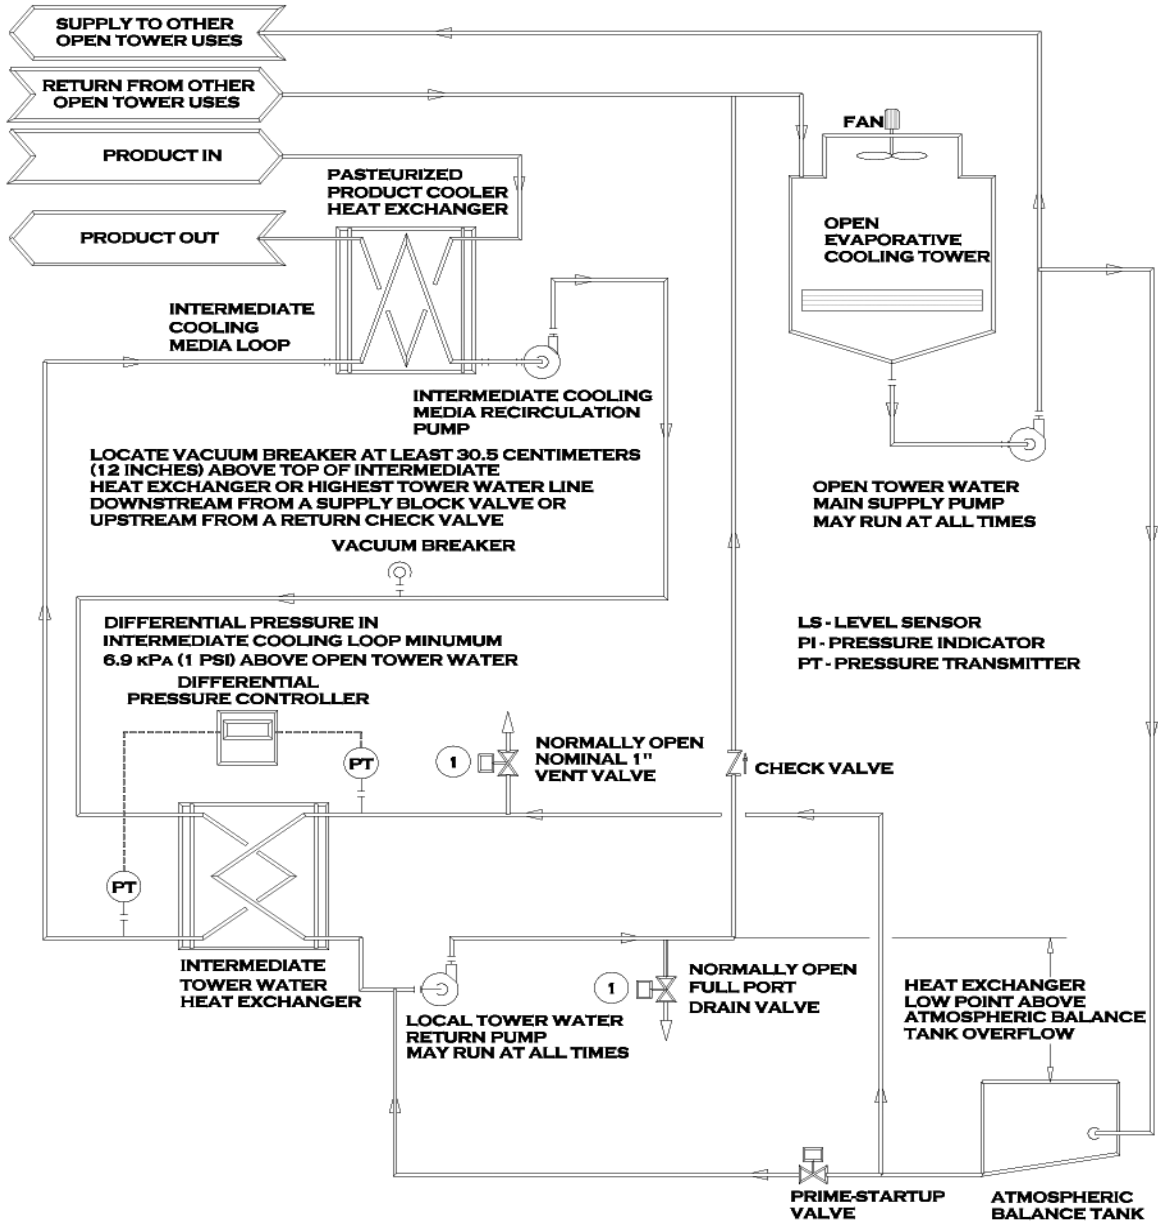 SUPPLY TO OTHER
OPEN TOWER USES
RETURN FROM OTHER
OPEN TOWER USES
PRODUCT IN
PRODUCT OUT
PASTEURIZED
PRODUCT COOLER
HEAT EXCHANGER
FAN
OPEN
EVAPORATIVE
COOLING TOWER
INTERMEDIATE
COOLING
MEDIA LOOP
INTERMEDIATE COOLING
MEDIA RECIRCULATION
PUMP
LOCATE VACUUM BREAKER AT LEAST 30.5 CENTIMETERS
(12 INCHES) ABOVE TOP OF INTERMEDIATE
HEAT EXCHANGER OR HIGHEST TOWER WATER LINE
DOWNSTREAM FROM A SUPPLY BLOCK VALVE OR
UPSTREAM FROM A RETURN CHECK VALVE
OPEN TOWER WATER
MAIN SUPPLY PUMP
MAY RUN AT ALL TIMES
VACUUM BREAKER
DIFFERENTIAL PRESSURE IN
INTERMEDIATE COOLING LOOP MINUMUM
6.9 KPA (1 PSI) ABOVE OPEN TOWER WATER
LS - LEVEL SENSOR
PI - PRESSURE INDICATOR
PT - PRESSURE TRANSMITTER
DIFFERENTIAL
PRESSURE CONTROLLER
PT
1
NORMALLY OPEN
NOMINAL 1"
VENT VALVE
CHECK VALVE
PT
INTERMEDIATE
TOWER WATER
HEAT EXCHANGER
LOCAL TOWER WATER
RETURN PUMP
MAY RUN AT ALL TIMES
1
NORMALLY OPEN
FULL PORT
DRAIN VALVE
HEAT EXCHANGER
LOW POINT ABOVE
ATMOSPHERIC BALANCE
TANK OVERFLOW
PRIME-STARTUP
VALVE
ATMOSPHERIC
BALANCE TANK